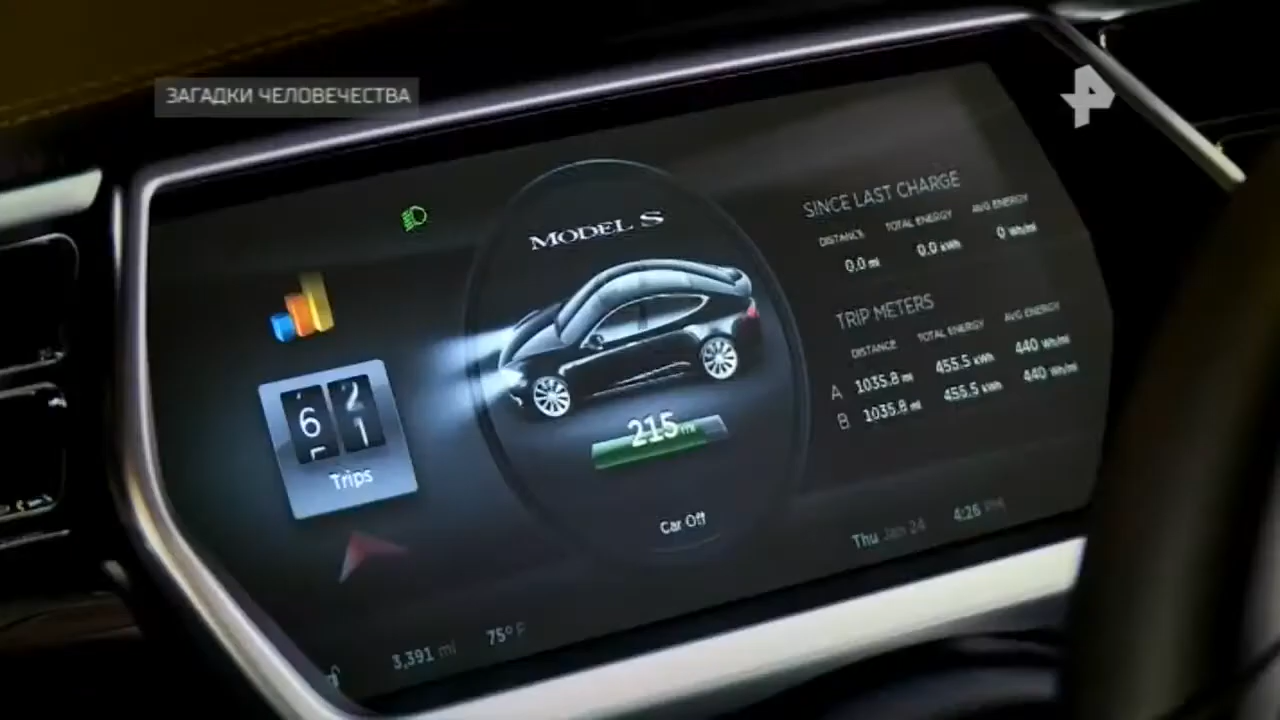 ЗАГАДКИ ЧЕЛОВЕЧЕСТВА
MODEL S
215 mi
Car Off
6 2
1
Trips
SINCE LAST CHARGE
DISTANCE TOTAL ENERGY AVG ENERGY
0.0 mi 0.0 kWh 0 Wh/mi
TRIP METERS
DISTANCE TOTAL ENERGY AVG ENERGY
A 1035.8 mi 455.5 kWh 440 Wh/mi
B 1035.8 mi 455.5 kWh 440 Wh/mi
Thu Jan 24 4:26 PM
3,391 mi 75° F